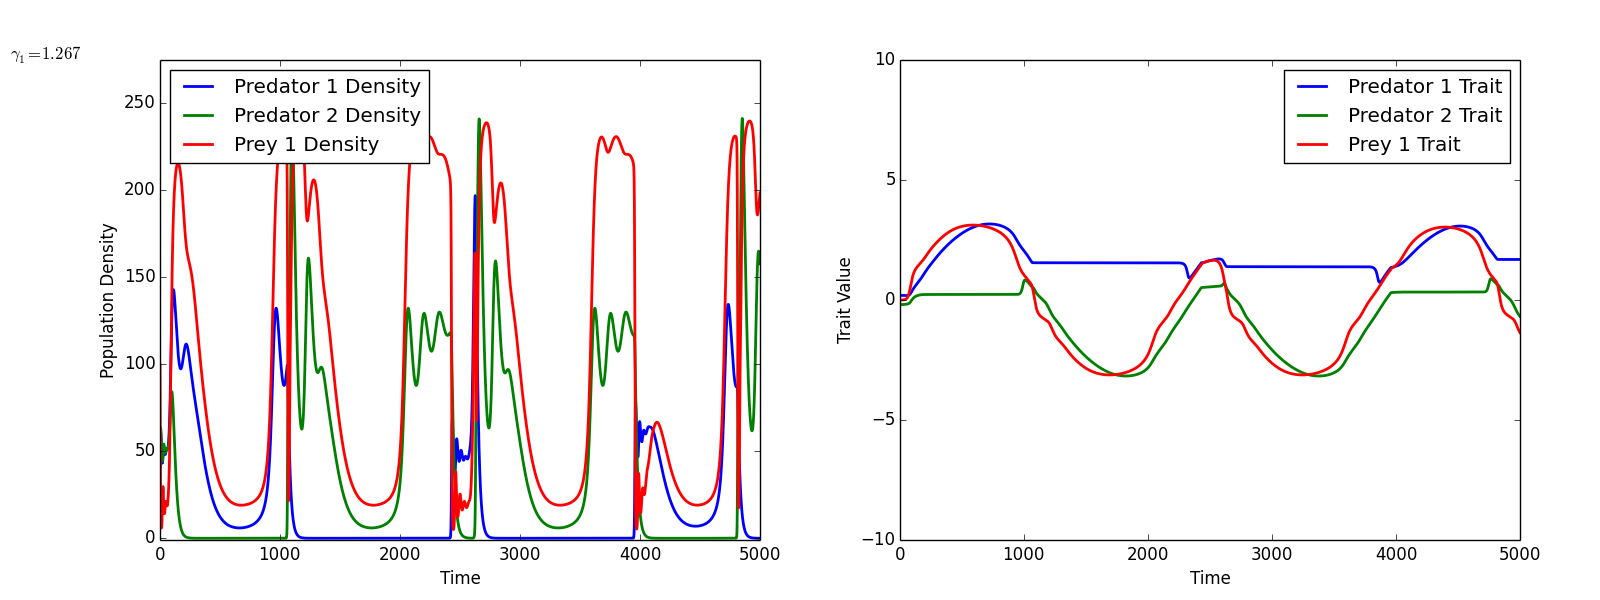 γ₁=1.267
Predator 1 Density
Predator 2 Density
Prey 1 Density
Population Density
250
200
150
100
50
0
0 1000 2000 3000 4000 5000
Time
Predator 1 Trait
Predator 2 Trait
Prey 1 Trait
Trait Value
10
5
0
−5
−10
0 1000 2000 3000 4000 5000
Time